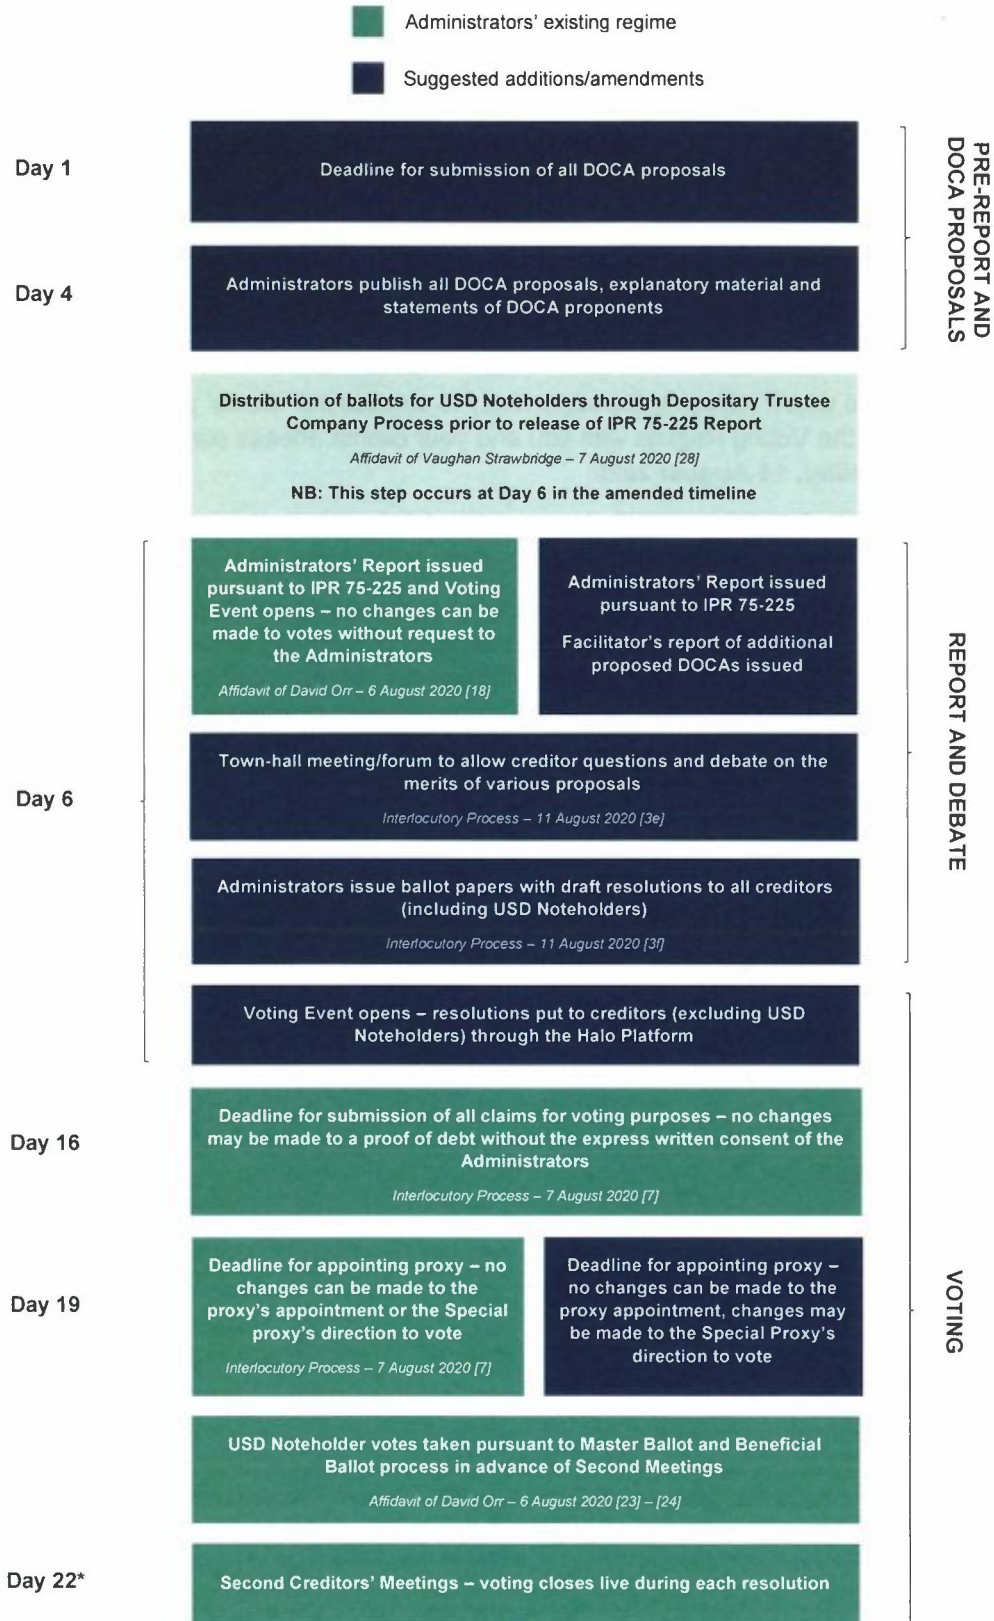 Administrators' existing regime
Suggested additions/amendments
Day 1
Deadline for submission of all DOCA proposals
PRE-REPORT AND
DOCA PROPOSALS
Day 4
Administrators publish all DOCA proposals, explanatory material and
statements of DOCA proponents
Distribution of ballots for USD Noteholders through Depositary Trustee
Company Process prior to release of IPR 75-225 Report
Affidavit of Vaughan Strawbridge – 7 August 2020 [28]
NB: This step occurs at Day 6 in the amended timeline
Administrators' Report issued
pursuant to IPR 75-225 and Voting
Event opens – no changes can be
made to votes without request to
the Administrators
Affidavit of David Orr – 6 August 2020 [18]
Administrators' Report issued
pursuant to IPR 75-225
Facilitator's report of additional
proposed DOCAs issued
REPORT AND DEBATE
Day 6
Town-hall meeting/forum to allow creditor questions and debate on the
merits of various proposals
Interlocutory Process – 11 August 2020 [3e]
Administrators issue ballot papers with draft resolutions to all creditors
(including USD Noteholders)
Interlocutory Process – 11 August 2020 [3f]
Voting Event opens – resolutions put to creditors (excluding USD
Noteholders) through the Halo Platform
Day 16
Deadline for submission of all claims for voting purposes – no changes
may be made to a proof of debt without the express written consent of the
Administrators
Interlocutory Process – 7 August 2020 [7]
Day 19
Deadline for appointing proxy – no
changes can be made to the
proxy's appointment or the Special
proxy's direction to vote
Interlocutory Process – 7 August 2020 [7]
Deadline for appointing proxy –
no changes can be made to the
proxy appointment, changes may
be made to the Special Proxy's
direction to vote
VOTING
USD Noteholder votes taken pursuant to Master Ballot and Beneficial
Ballot process in advance of Second Meetings
Affidavit of David Orr – 6 August 2020 [23] – [24]
Day 22*
Second Creditors' Meetings – voting closes live during each resolution